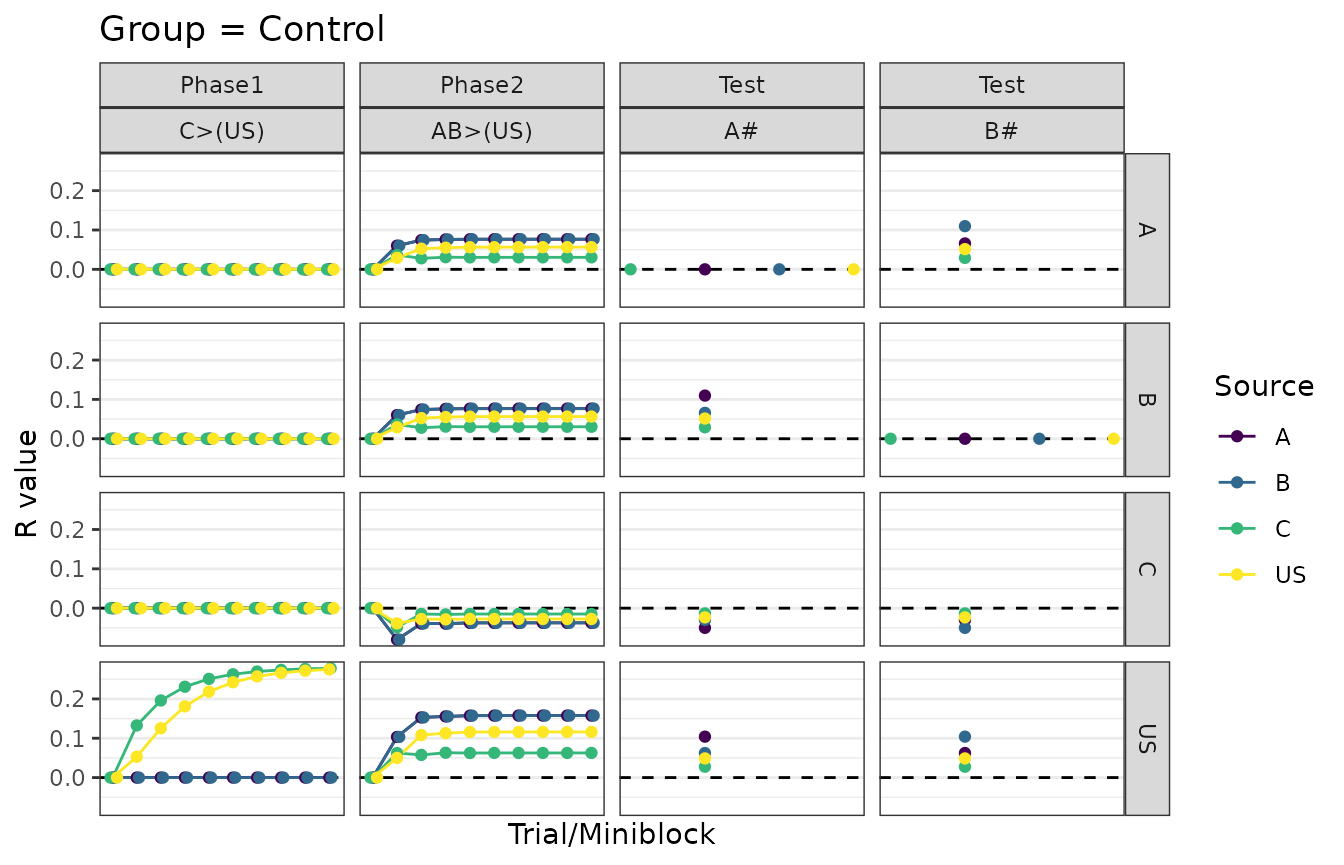 Group = Control
Phase1 Phase2 Test Test
C>(US) AB>(US) A# B#
0.2
0.1
0.0
A
0.2
0.1
0.0
B
0.2
0.1
0.0
C
0.2
0.1
0.0
US
R value
Trial/Miniblock
Source
A
B
C
US